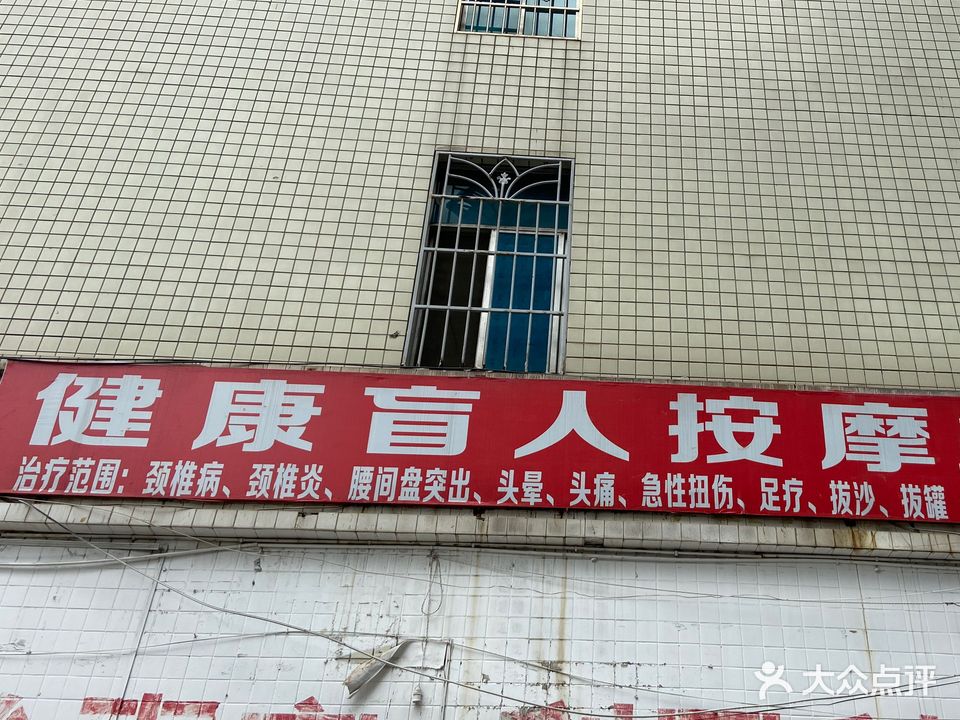 健康盲人按摩
治疗范围：颈椎病、颈椎炎、腰间盘突出、头晕、头痛、急性扭伤、足疗、拔沙、拔罐
大众点评